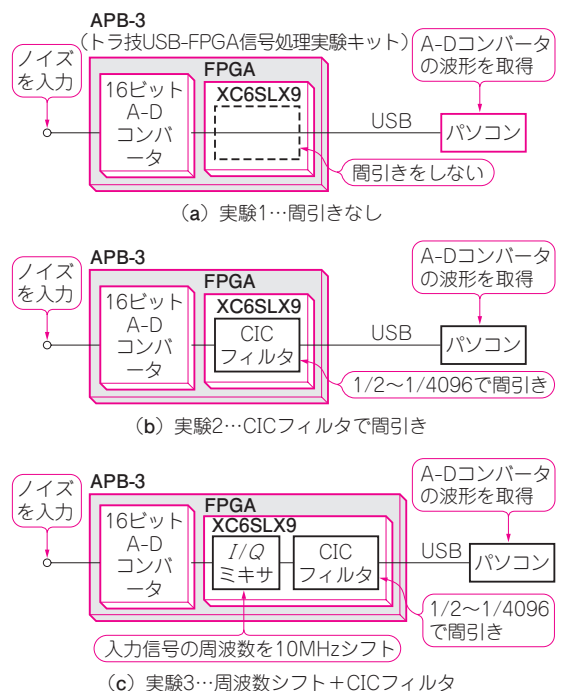 APB-3
(トラ技USB-FPGA信号処理実験キット)
ノイズ
を入力
16ビット
A-D
コンバ
ータ
FPGA
XC6SLX9
USB
A-Dコンバータ
の波形を取得
パソコン
間引きをしない
(a) 実験1…間引きなし
APB-3
ノイズ
を入力
16ビット
A-D
コンバ
ータ
FPGA
XC6SLX9
CIC
フィルタ
USB
A-Dコンバータ
の波形を取得
パソコン
1/2〜1/4096で間引き
(b) 実験2…CICフィルタで間引き
APB-3
ノイズ
を入力
16ビット
A-D
コンバ
ータ
FPGA
XC6SLX9
I/Q
ミキサ
CIC
フィルタ
USB
A-Dコンバータ
の波形を取得
パソコン
1/2〜1/4096
で間引き
入力信号の周波数を10MHzシフト
(c) 実験3…周波数シフト+CICフィルタ